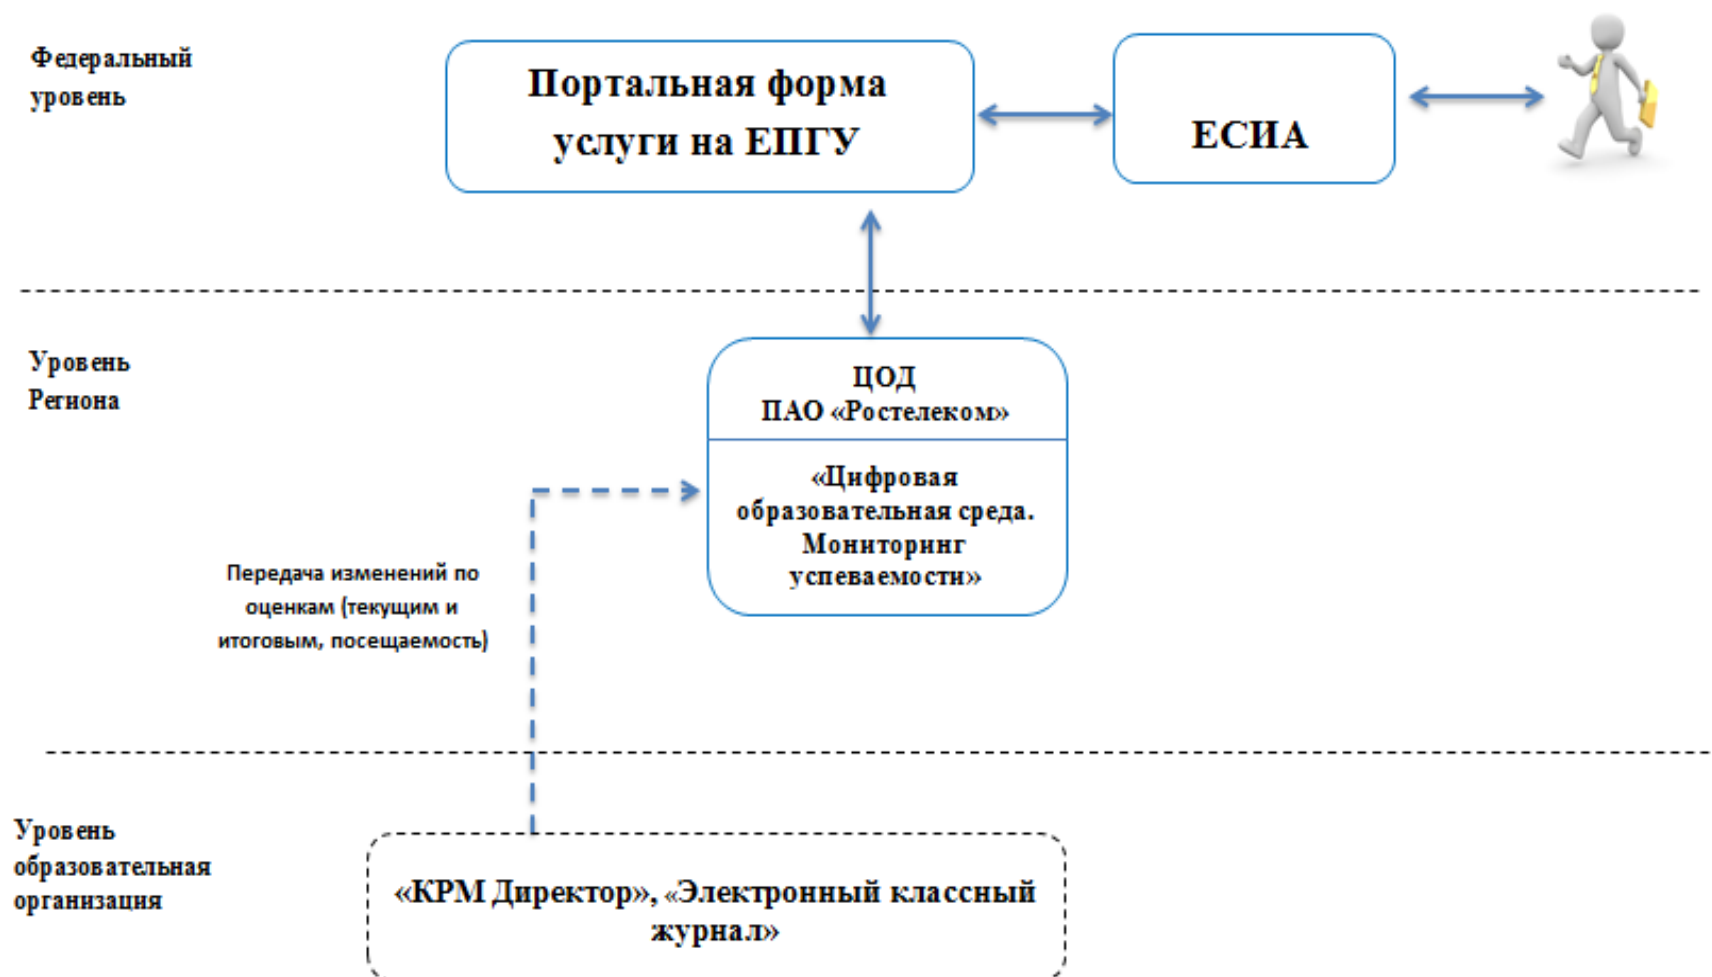 Федеральный
уровень
Портальная форма
услуги на ЕПГУ
ЕСИА
Уровень
Региона
ЦОД
ПАО «Ростелеком»
«Цифровая
образовательная среда.
Мониторинг
успеваемости»
Передача изменений по
оценкам (текущим и
итоговым, посещаемость)
Уровень
образовательная
организация
«КРМ Директор», «Электронный классный
журнал»